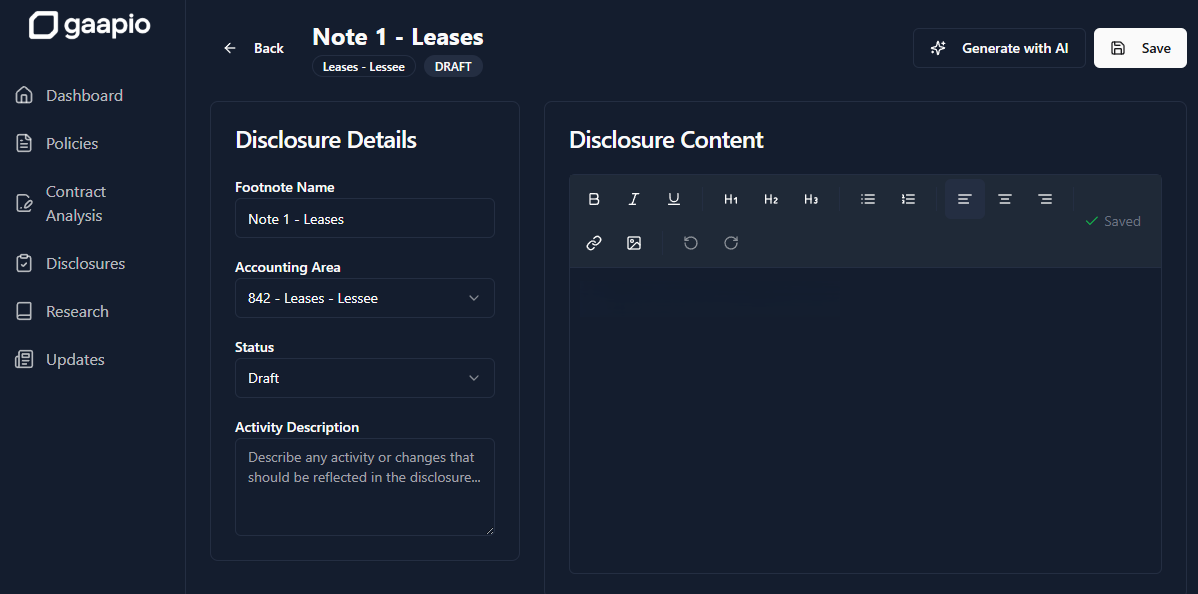 gaapio
Dashboard
Policies
Contract
Analysis
Disclosures
Research
Updates
Back
Note 1 - Leases
Leases - Lessee
DRAFT
Generate with AI
Save
Disclosure Details
Footnote Name
Note 1 - Leases
Accounting Area
842 - Leases - Lessee
Status
Draft
Activity Description
Describe any activity or changes that
should be reflected in the disclosure...
Disclosure Content
B I U H1 H2 H3
Saved